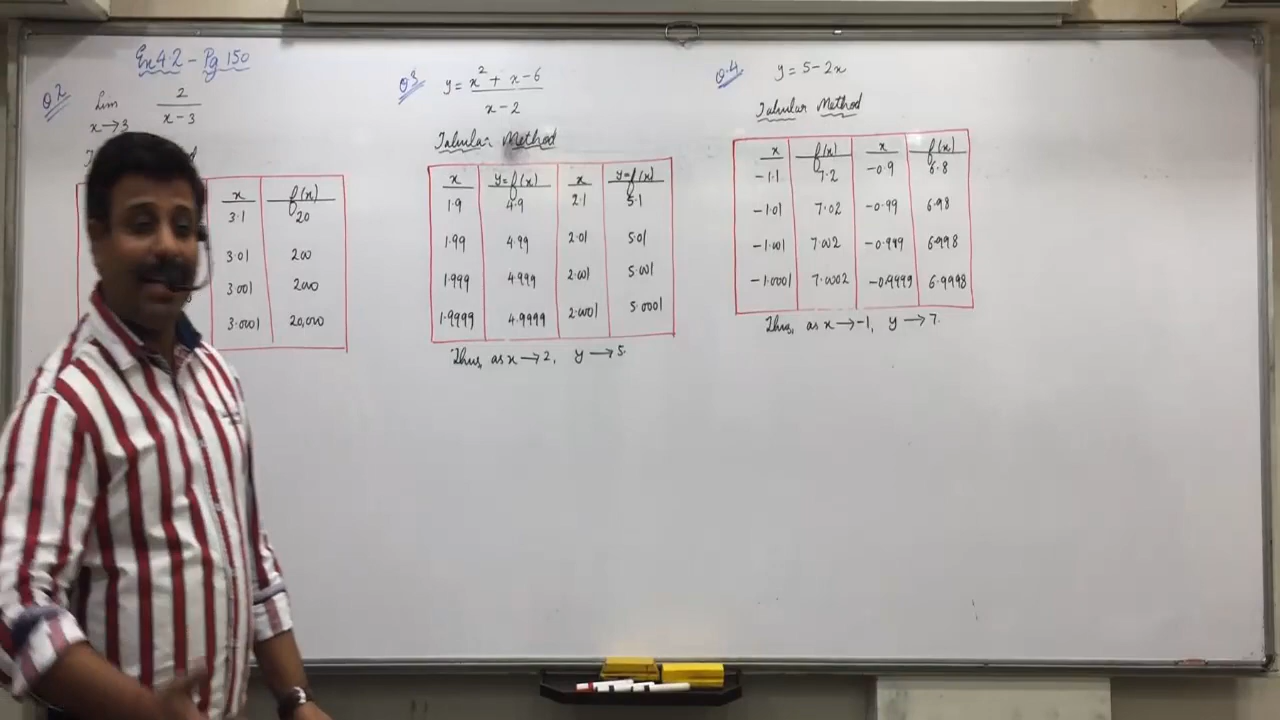 Ex 4.2 - Pg 150
Q2
Lim
x→3
2
x-3
x f(x)
3.1 20
3.01 200
3.001 2000
3.0001 20,000
Q3
y = x² + x - 6
x - 2
Tabular Method
x y=f(x) x y=f(x)
1.9 4.9 2.1 5.1
1.99 4.99 2.01 5.01
1.999 4.999 2.001 5.001
1.9999 4.9999 2.0001 5.0001
Thus, as x→2, y→5.
Q.4
y = 5-2x
Tabular Method
x f(x) x f(x)
-1.1 7.2 -0.9 6.8
-1.01 7.02 -0.99 6.98
-1.001 7.002 -0.999 6.998
-1.0001 7.0002 -0.9999 6.9998
Thus, as x→-1, y→7.